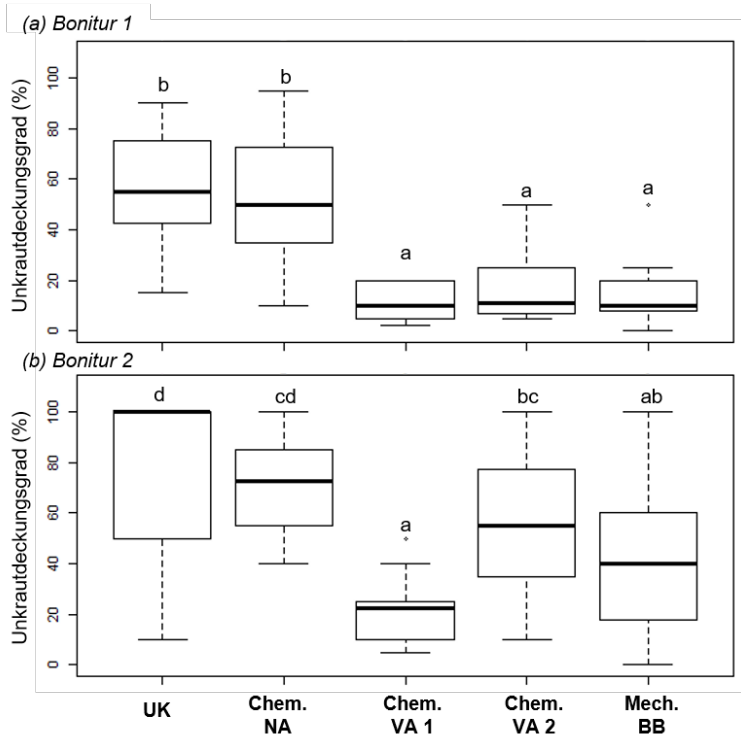 (a) Bonitur 1
Unkrautdeckungsgrad (%)
100
80
60
40
20
0
b
b
a
a
a
(b) Bonitur 2
Unkrautdeckungsgrad (%)
100
80
60
40
20
0
d
cd
a
bc
ab
UK
Chem.
NA
Chem.
VA 1
Chem.
VA 2
Mech.
BB